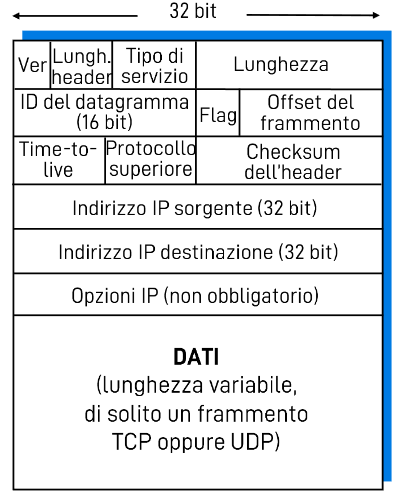 32 bit
Ver
Lungh.
header
Tipo di
servizio
Lunghezza
ID del datagramma
(16 bit)
Flag
Offset del
frammento
Time-to-
live
Protocollo
superiore
Checksum
dell'header
Indirizzo IP sorgente (32 bit)
Indirizzo IP destinazione (32 bit)
Opzioni IP (non obbligatorio)
DATI
(lunghezza variabile,
di solito un frammento
TCP oppure UDP)